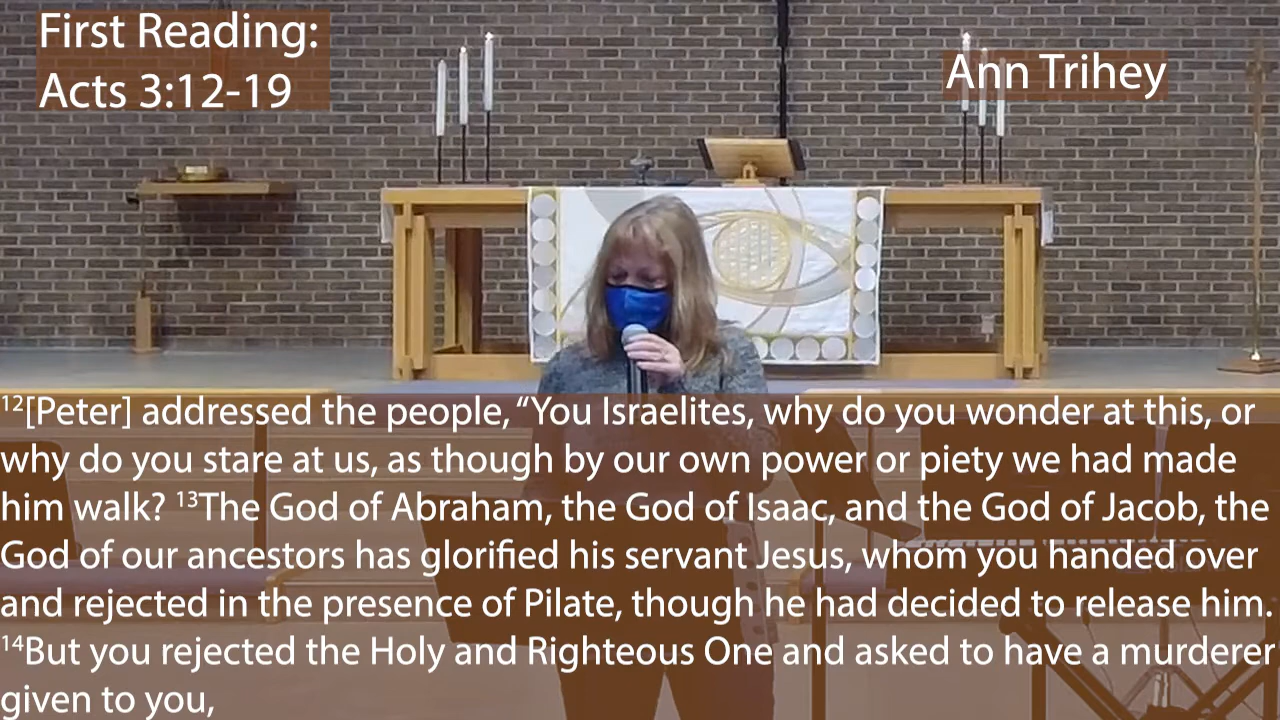 First Reading:
Acts 3:12-19
Ann Trihey
¹²[Peter] addressed the people, “You Israelites, why do you wonder at this, or
why do you stare at us, as though by our own power or piety we had made
him walk? ¹³The God of Abraham, the God of Isaac, and the God of Jacob, the
God of our ancestors has glorified his servant Jesus, whom you handed over
and rejected in the presence of Pilate, though he had decided to release him.
¹⁴But you rejected the Holy and Righteous One and asked to have a murderer
given to you,